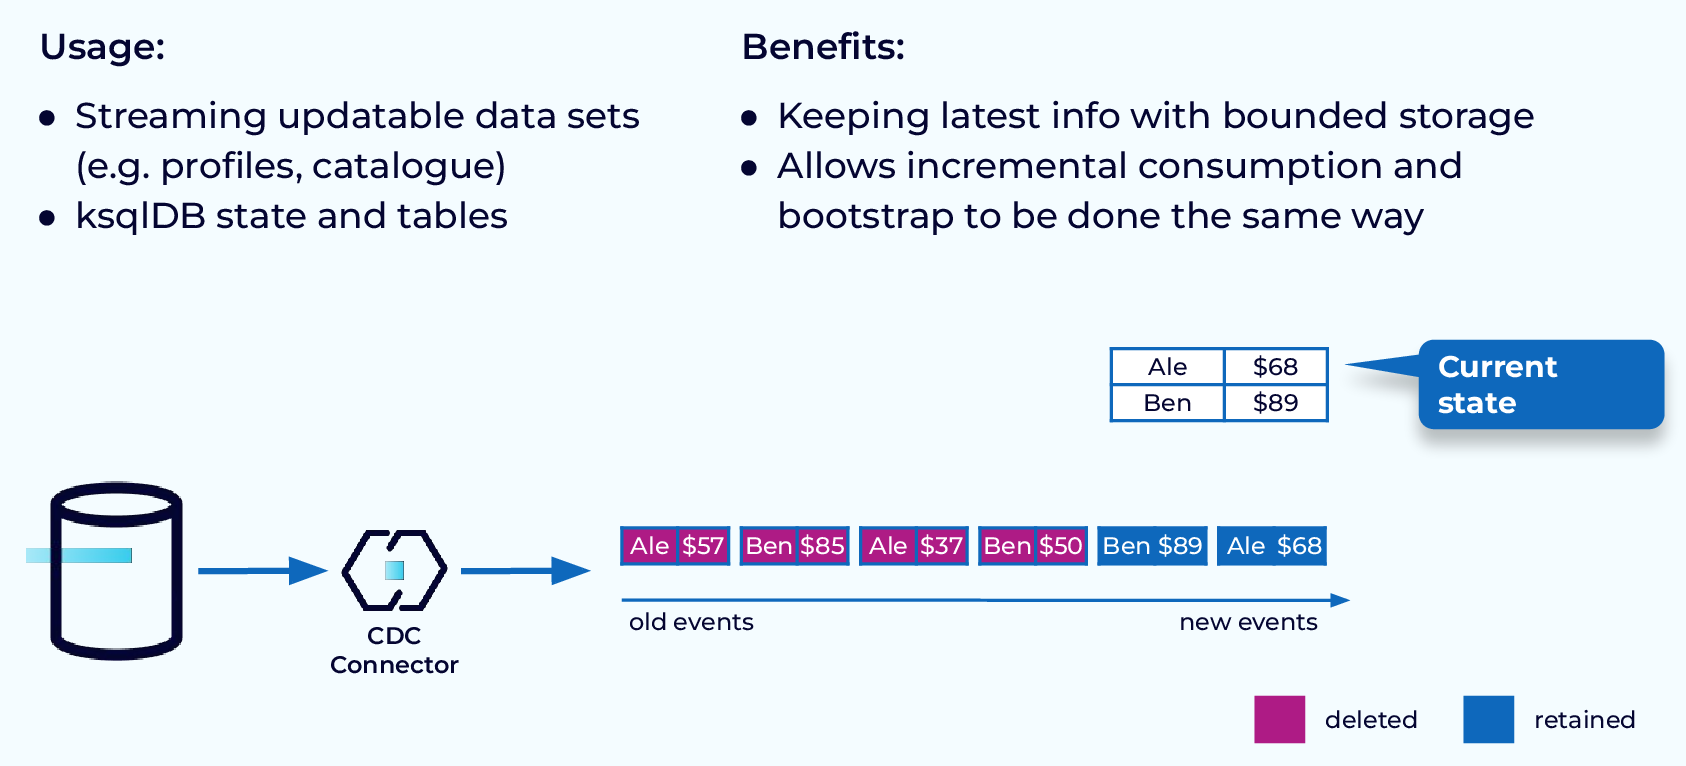 Usage:
● Streaming updatable data sets
(e.g. profiles, catalogue)
● ksqlDB state and tables
Benefits:
● Keeping latest info with bounded storage
● Allows incremental consumption and
bootstrap to be done the same way
Ale $68
Ben $89
Current
state
CDC
Connector
Ale $57 Ben $85 Ale $37 Ben $50 Ben $89 Ale $68
old events new events
deleted retained